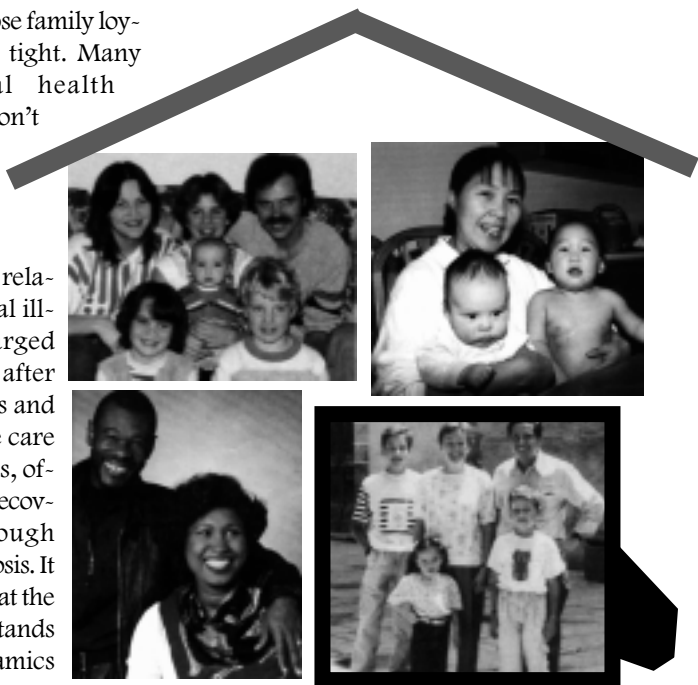 ose family loy-
tight. Many
al health
on't
rela-
al ill-
arged
after
s and
e care
s, of-
ecov-
ough
osis. It
at the
tands
amics